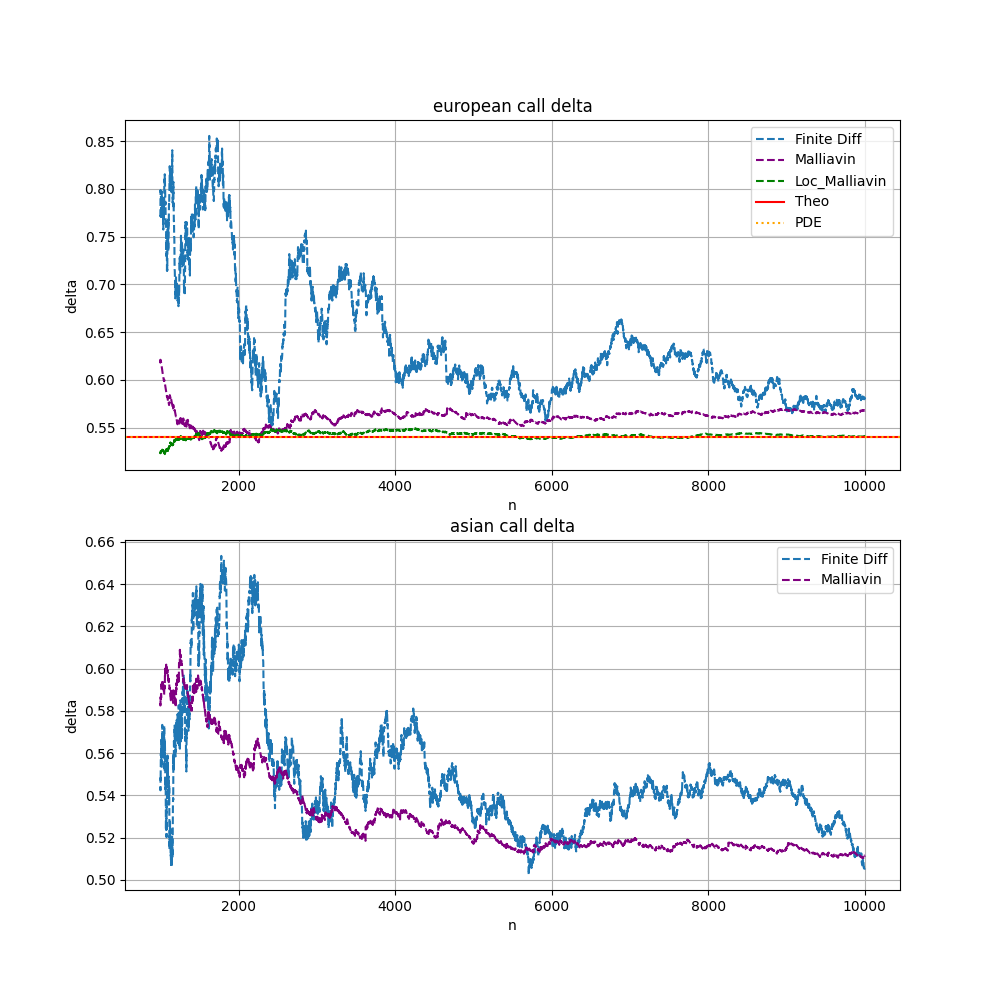 european call delta
0.85
0.80
0.75
0.70
0.65
0.60
0.55
delta
Finite Diff
Malliavin
Loc_Malliavin
Theo
PDE
2000 4000 6000 8000 10000
n
asian call delta
0.66
0.64
0.62
0.60
0.58
0.56
0.54
0.52
0.50
delta
Finite Diff
Malliavin
2000 4000 6000 8000 10000
n